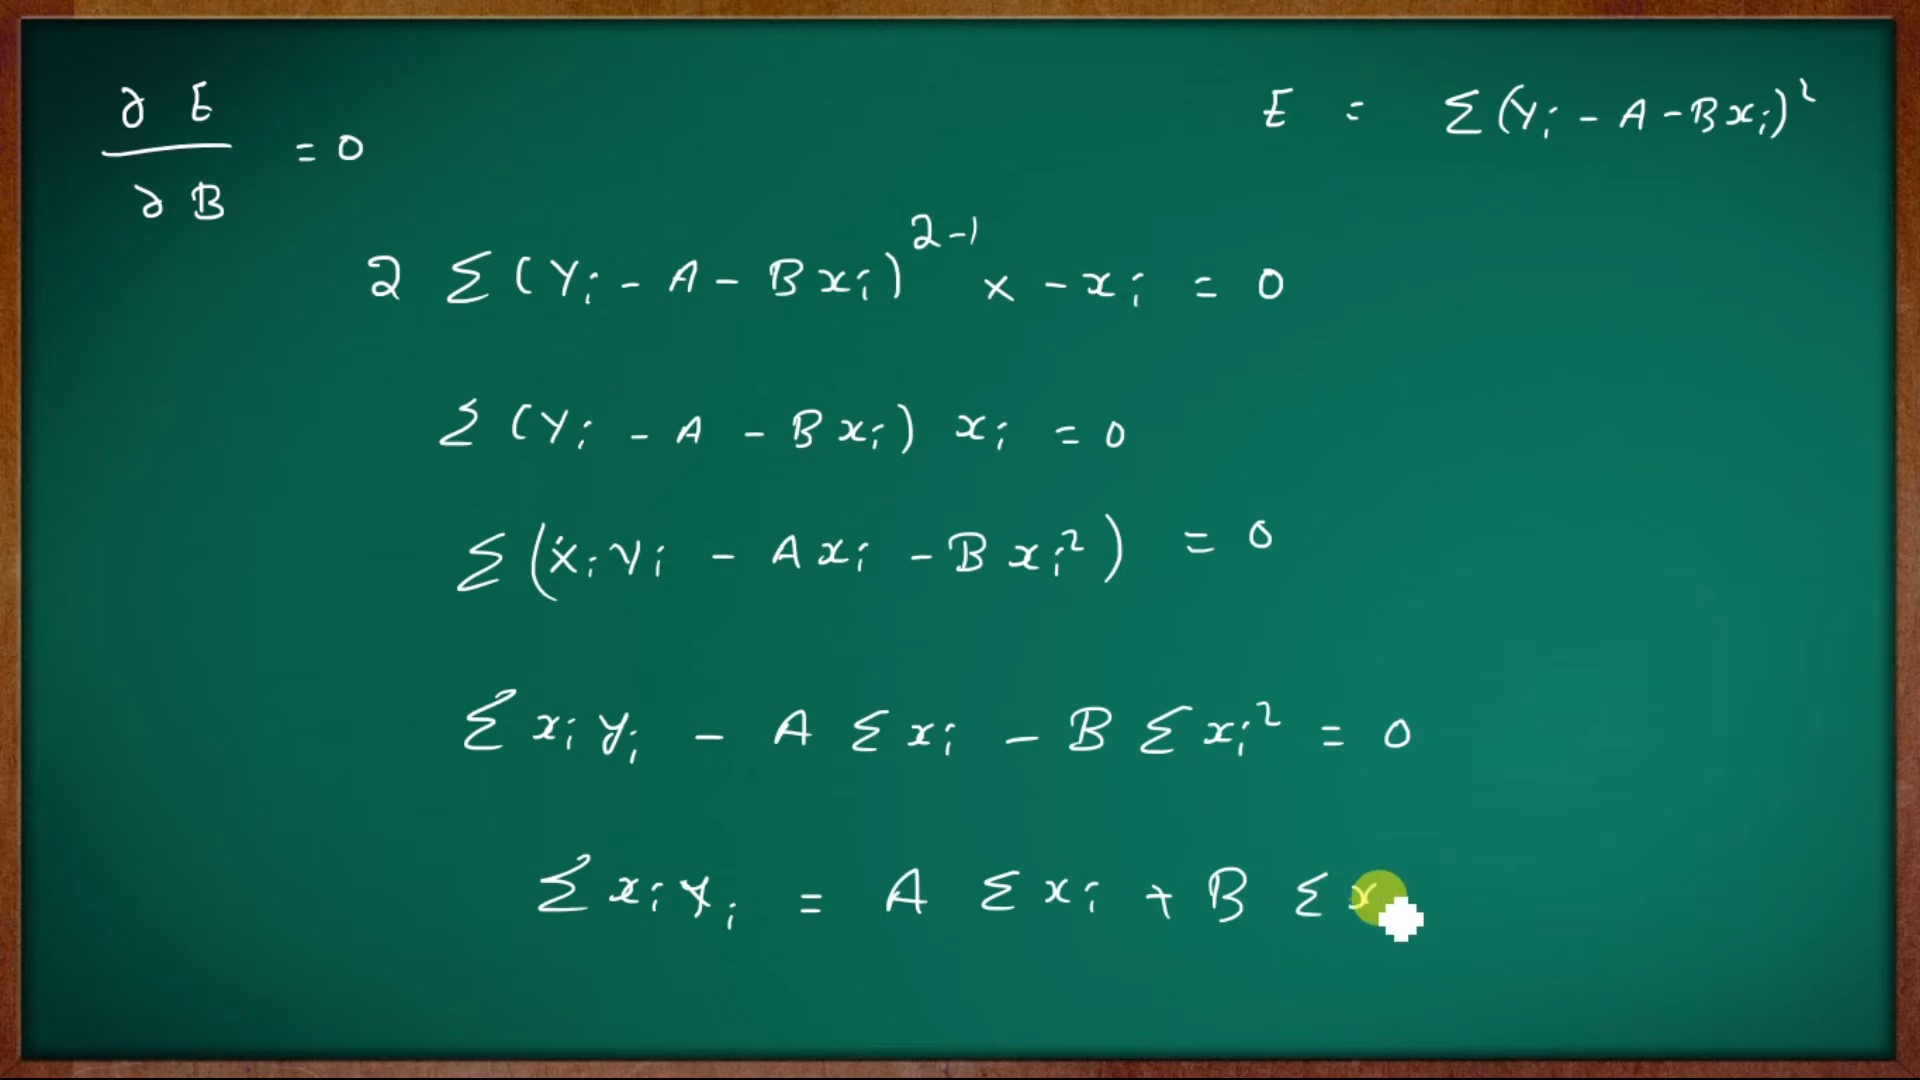 ∂E/∂B = 0
E = Σ(Yᵢ - A - Bxᵢ)²
2 Σ(Yᵢ - A - Bxᵢ)²⁻¹ × -xᵢ = 0
Σ(Yᵢ - A - Bxᵢ) xᵢ = 0
Σ(xᵢYᵢ - Axᵢ - Bxᵢ²) = 0
Σxᵢyᵢ - AΣxᵢ - BΣxᵢ² = 0
Σxᵢyᵢ = AΣxᵢ + BΣx